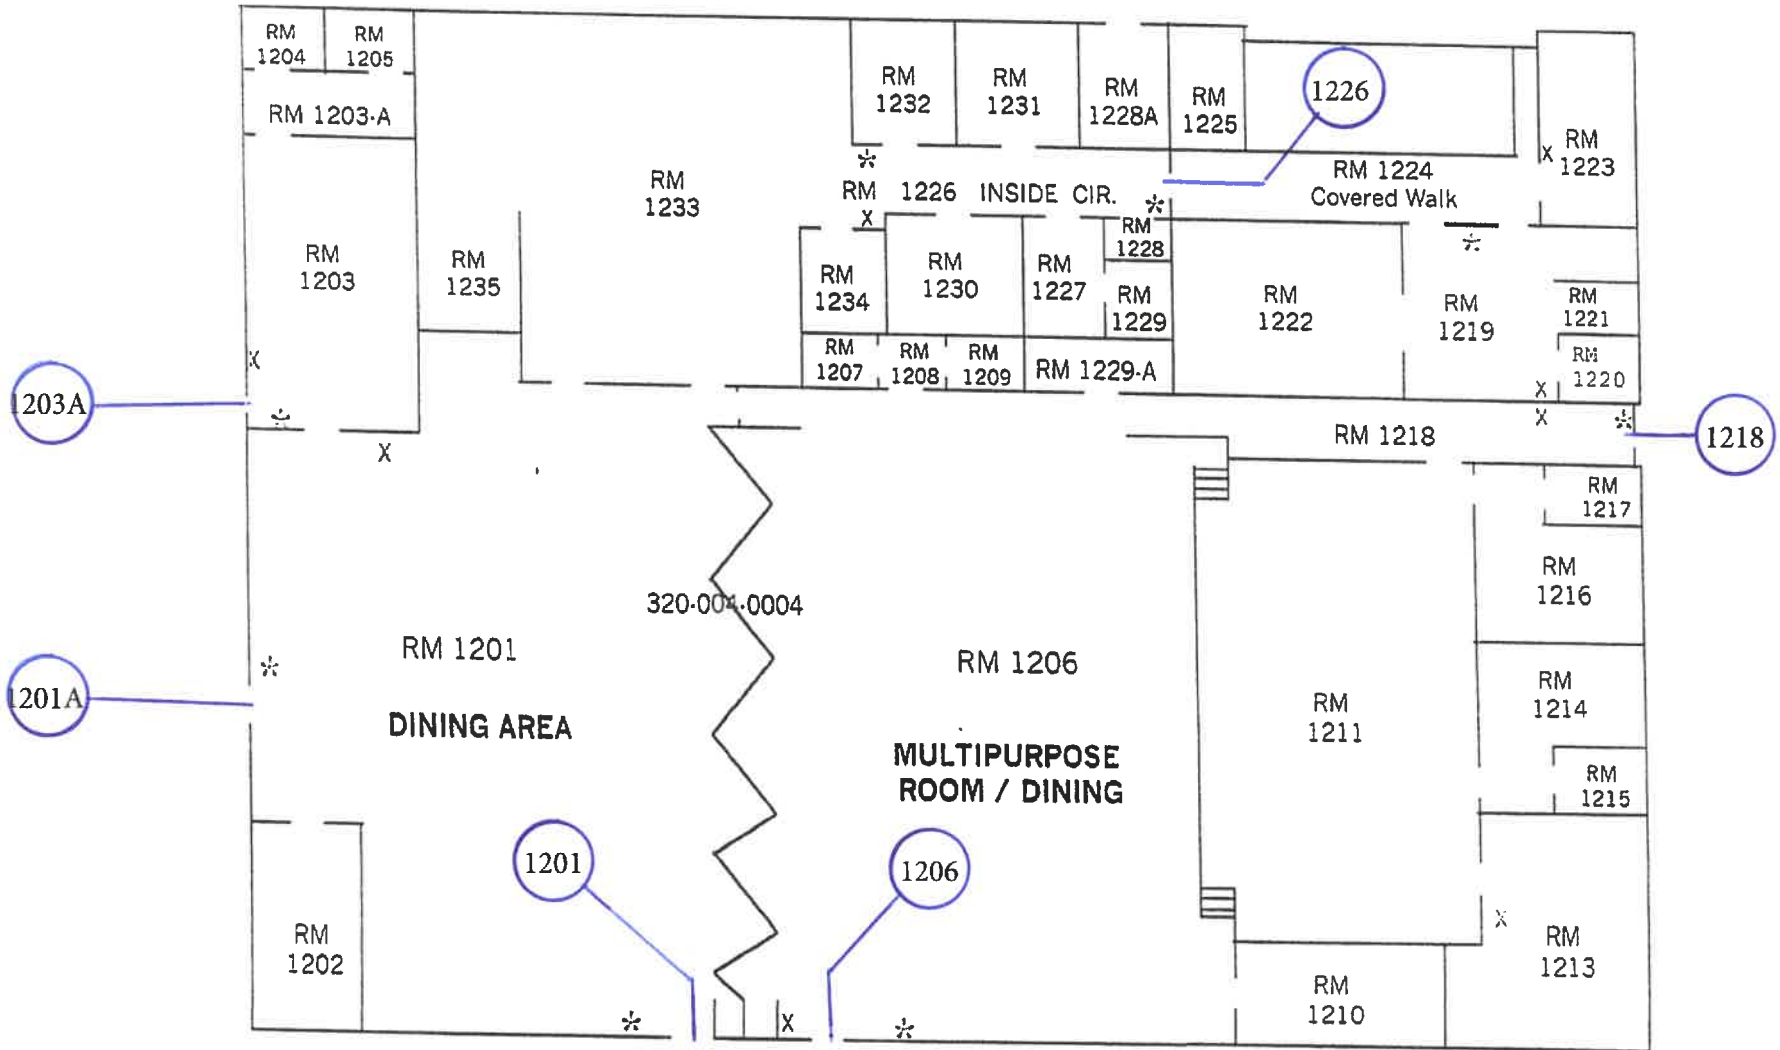 RM
1204
RM
1205
RM 1203-A
RM
1203
RM
1235
RM
1233
RM
1232
RM
1231
RM
1228A
RM
1225
1226
RM
1223
RM 1224
Covered Walk
RM 1226 INSIDE CIR.
X
X
RM
1234
RM
1230
RM
1227
RM
1228
RM
1229
RM
1222
RM
1219
RM
1221
RM
1220
RM
1207
RM
1208
RM
1209
RM 1229-A
X
X
X
X
1203A
RM 1218
1218
RM
1217
RM
1216
320-004-0004
RM 1201
DINING AREA
RM 1206
MULTIPURPOSE
ROOM / DINING
1201A
RM
1211
RM
1214
RM
1215
1201
1206
RM
1202
X
X
RM
1213
RM
1210